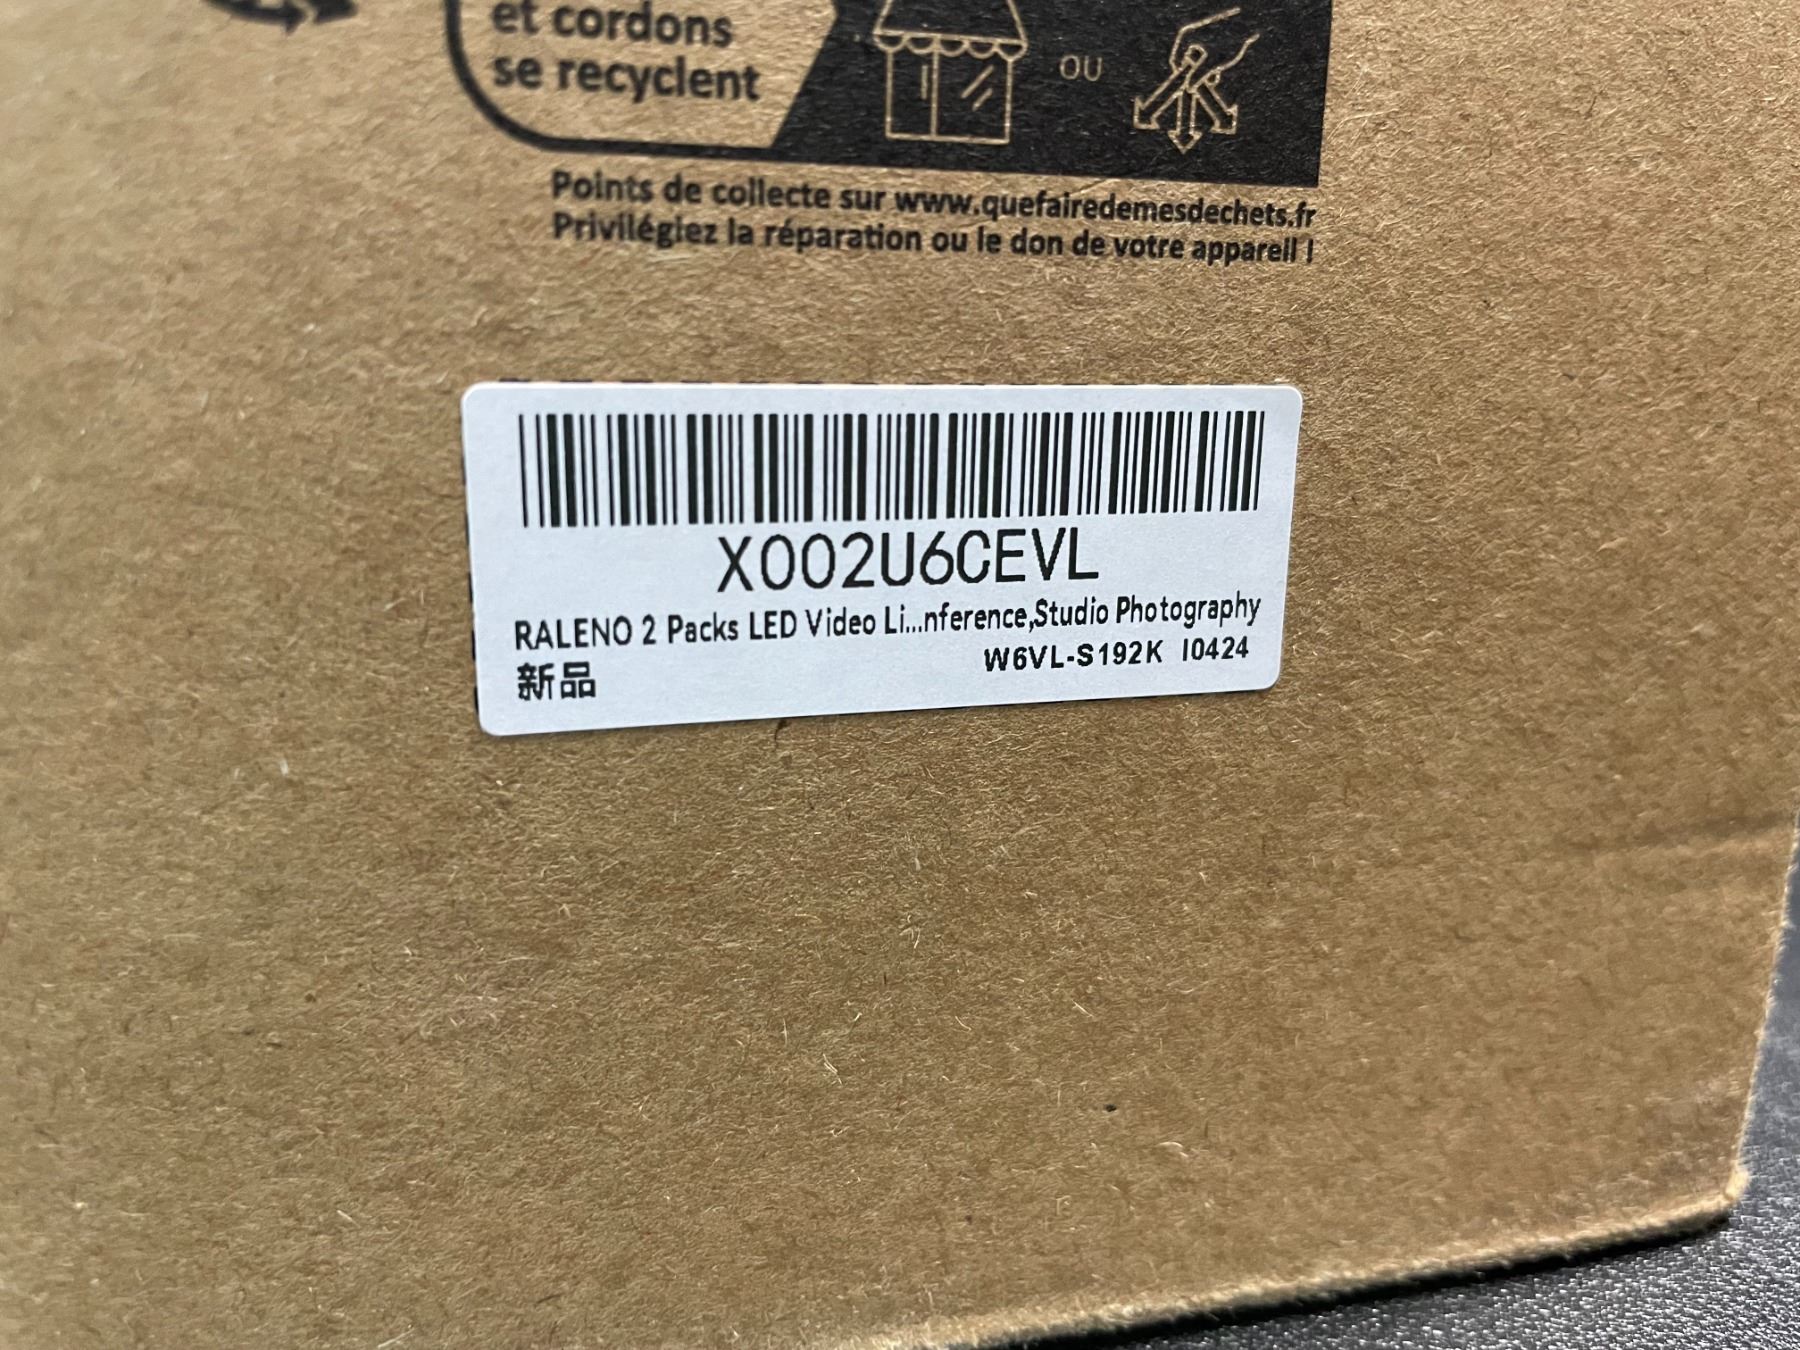 et cordons
se recyclent
OU
Points de collecte sur www.quefairedemesdechets.fr
Privilégiez la réparation ou le don de votre appareil !
X002U6CEVL
RALENO 2 Packs LED Video Li...nference,Studio Photography
W6VL-S192K I0424
新品